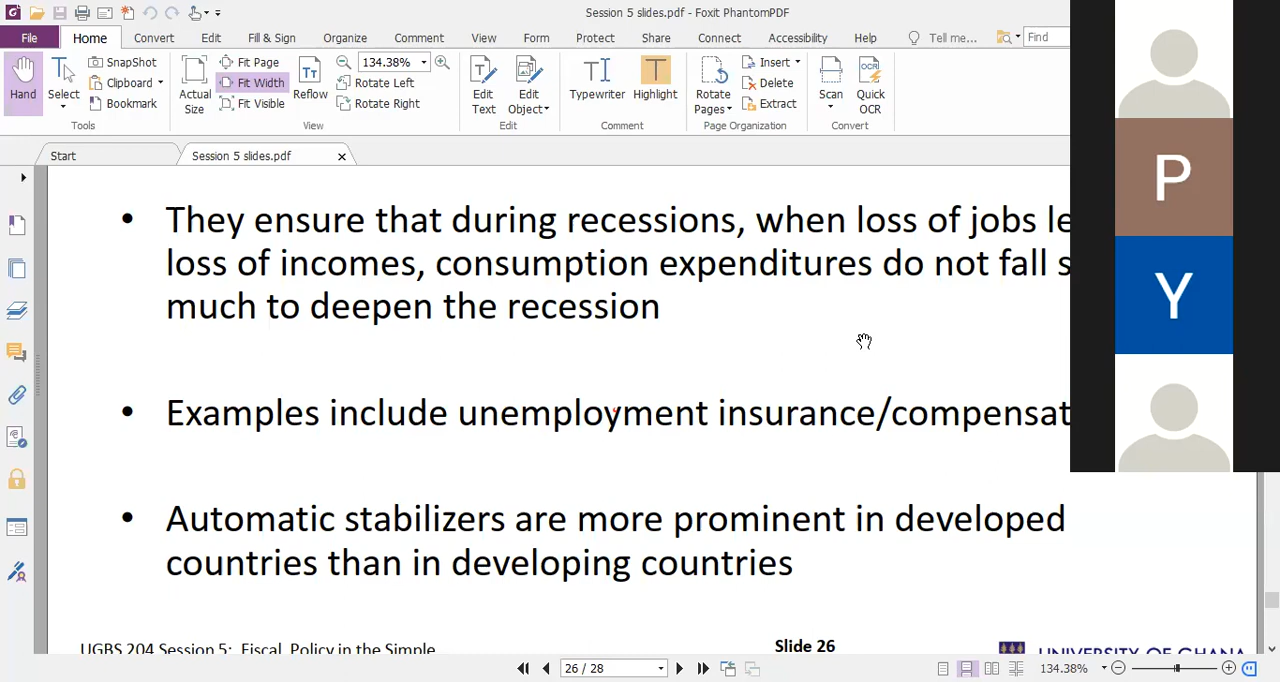 Session 5 slides.pdf - Foxit PhantomPDF
File Home Convert Edit Fill & Sign Organize Comment View Form Protect Share Connect Accessibility Help Tell me... Find
Hand
Select
SnapShot
Clipboard
Bookmark
Tools
Actual Size
Fit Page
Fit Width
Fit Visible
Reflow
134.38%
Rotate Left
Rotate Right
View
Edit Text
Edit Object
Edit
Typewriter
Highlight
Comment
Rotate Pages
Insert
Delete
Extract
Page Organization
Scan
OCR
Quick OCR
Convert
Start
Session 5 slides.pdf
• They ensure that during recessions, when loss of jobs le
loss of incomes, consumption expenditures do not fall s
much to deepen the recession
• Examples include unemployment insurance/compensat
• Automatic stabilizers are more prominent in developed
countries than in developing countries
UGBS 204 Session 5: Fiscal Policy in the Simple
Slide 26
UNIVERSITY OF GHANA
P
Y
26 / 28
134.38%